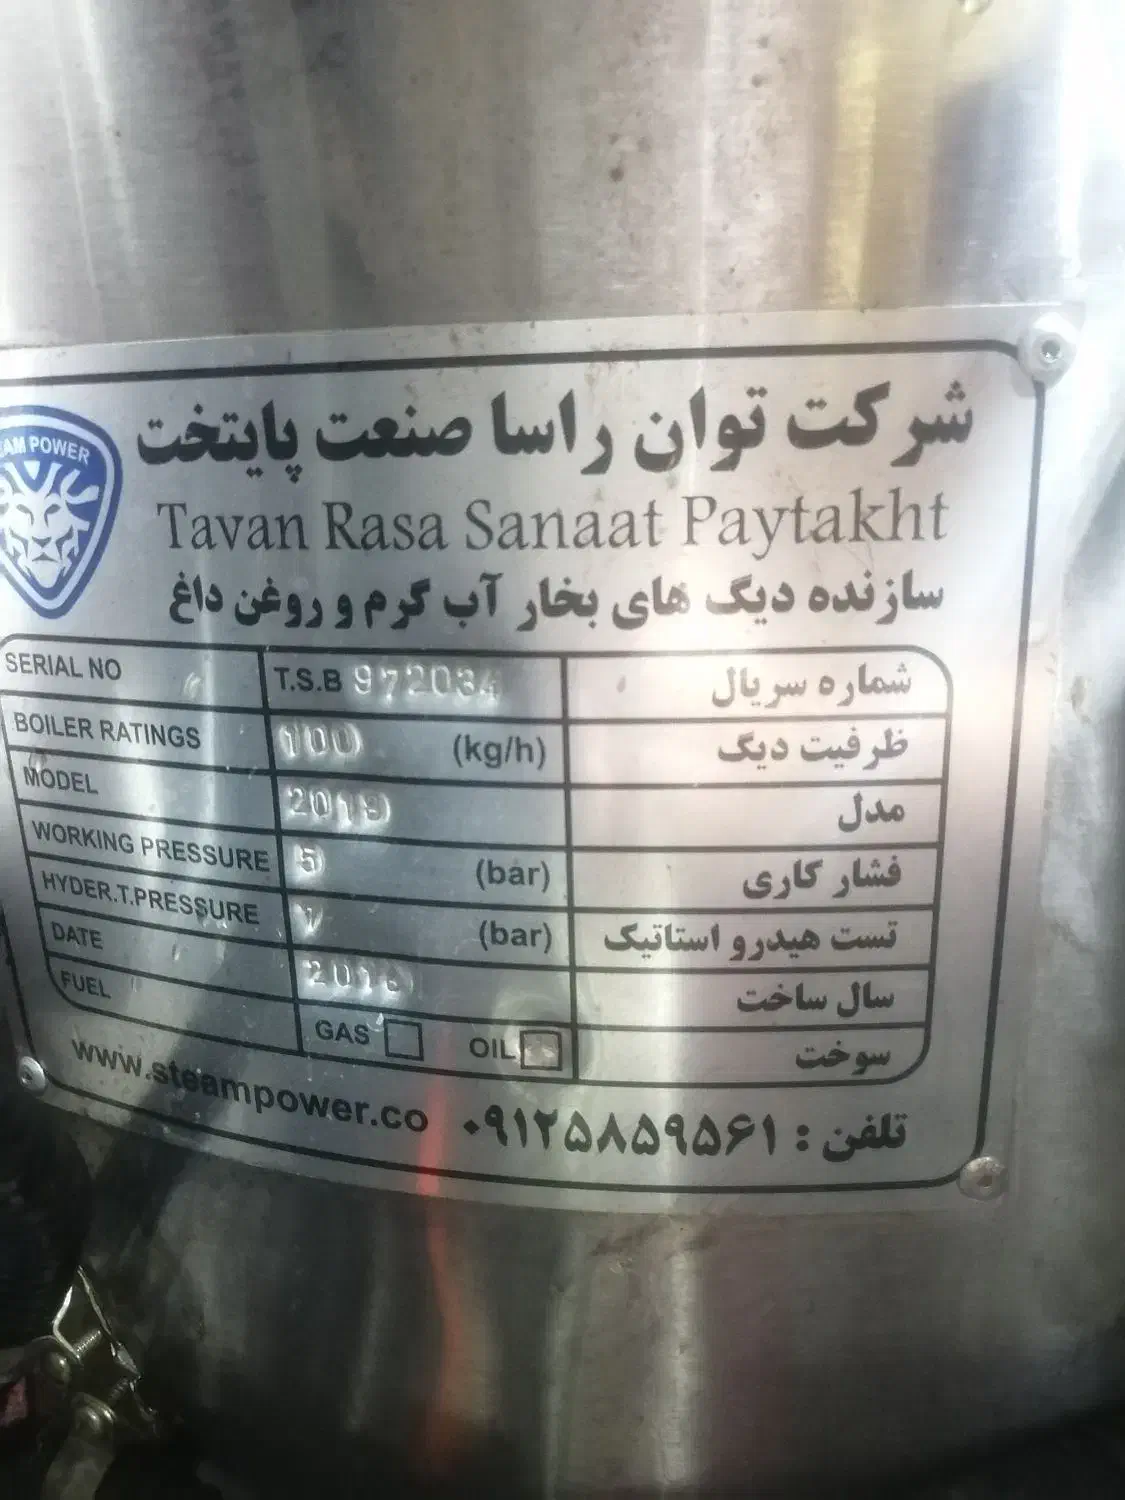 شرکت توان راسا صنعت پایتخت
STEAM POWER
Tavan Rasa Sanaat Paytakht
سازنده دیگ های بخار آب گرم و روغن داغ
SERIAL NO T.S.B 972034 شماره سریال
BOILER RATINGS 100 (kg/h) ظرفیت دیگ
MODEL 2019 مدل
WORKING PRESSURE 5 (bar) فشار کاری
HYDER.T.PRESSURE (bar) تست هیدرو استاتیک
DATE سال ساخت
FUEL GAS OIL سوخت
www.steampower.co تلفن : ۰۹۱۲۵۸۵۹۵۶۱